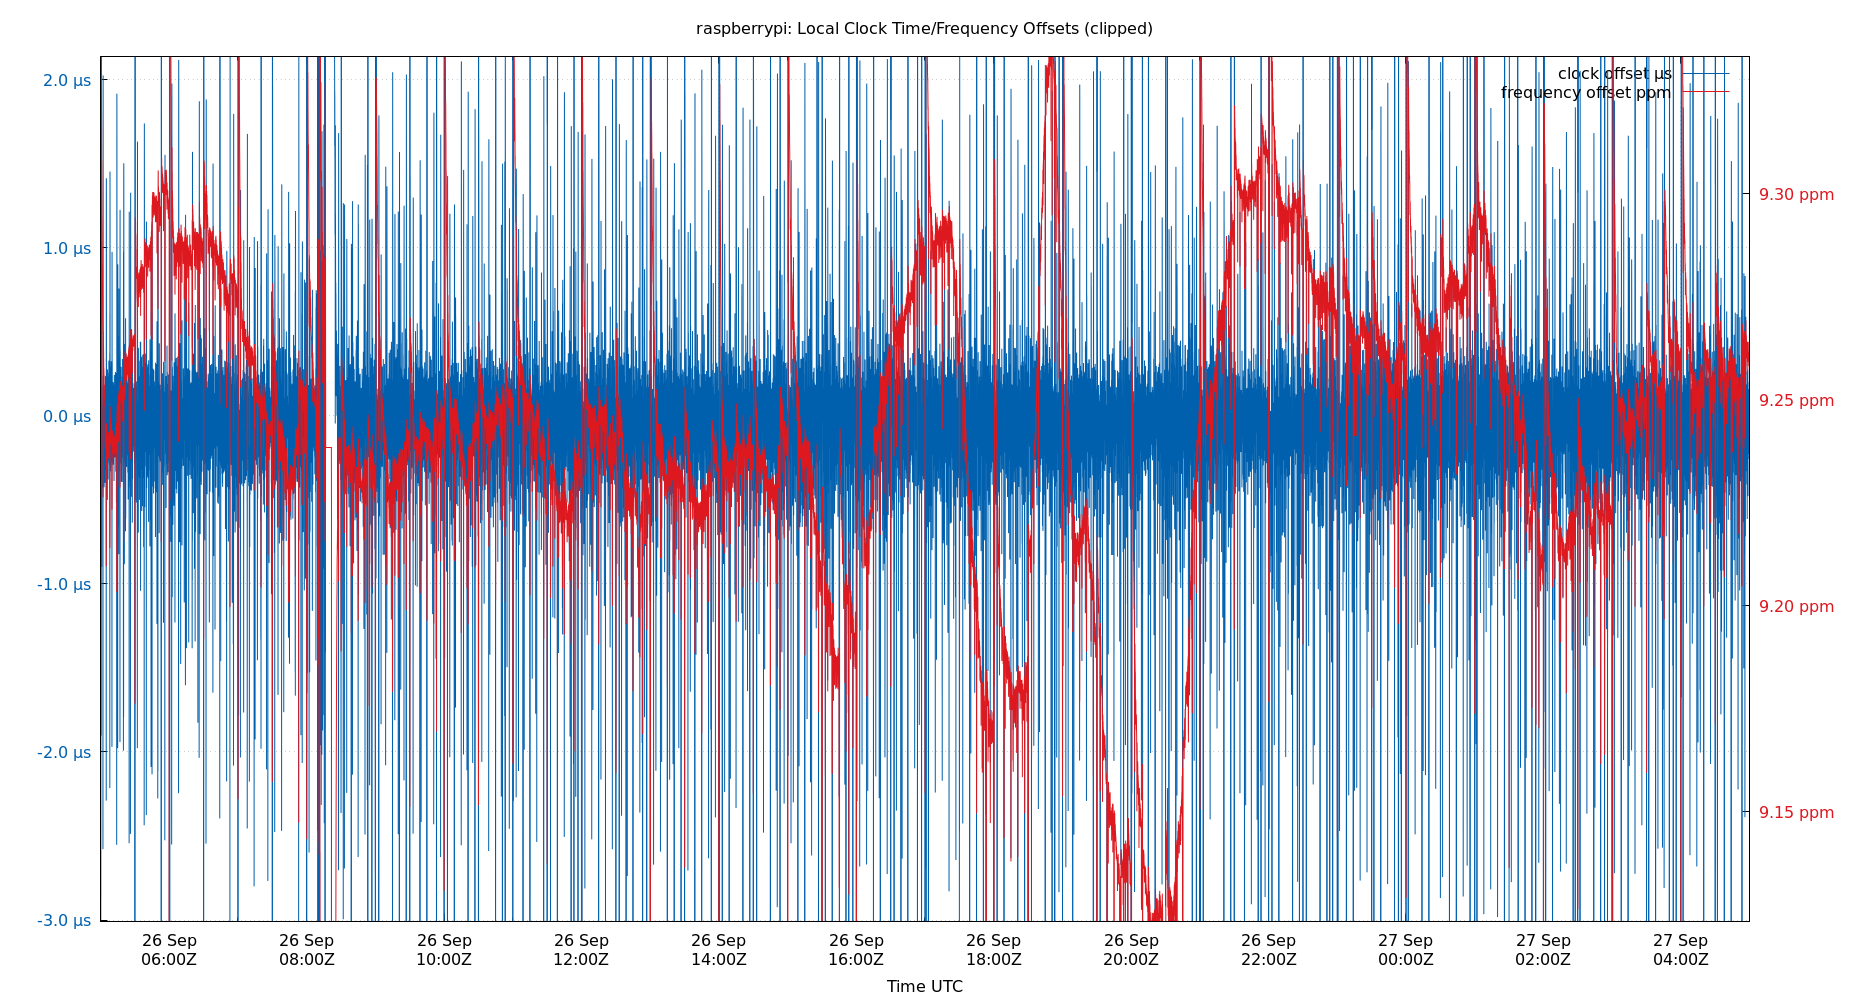 raspberrypi: Local Clock Time/Frequency Offsets (clipped)
clock offset µs
frequency offset ppm
2.0 µs
1.0 µs
0.0 µs
-1.0 µs
-2.0 µs
-3.0 µs
9.30 ppm
9.25 ppm
9.20 ppm
9.15 ppm
26 Sep
06:00Z
26 Sep
08:00Z
26 Sep
10:00Z
26 Sep
12:00Z
26 Sep
14:00Z
26 Sep
16:00Z
26 Sep
18:00Z
26 Sep
20:00Z
26 Sep
22:00Z
27 Sep
00:00Z
27 Sep
02:00Z
27 Sep
04:00Z
Time UTC